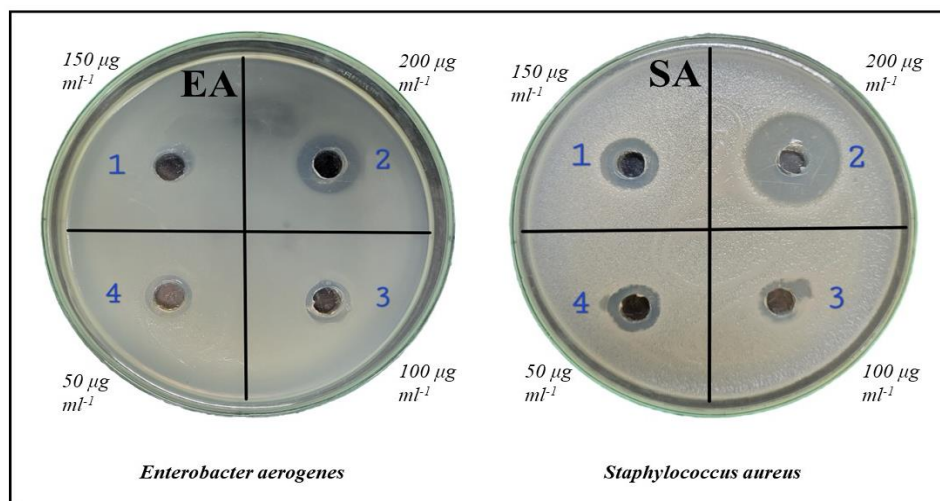 150 µg
ml-1
EA
200 µg
ml-1
1
2
4
3
50 µg
ml-1
100 µg
ml-1
Enterobacter aerogenes
150 µg
ml-1
SA
200 µg
ml-1
1
2
4
3
50 µg
ml-1
100 µg
ml-1
Staphylococcus aureus